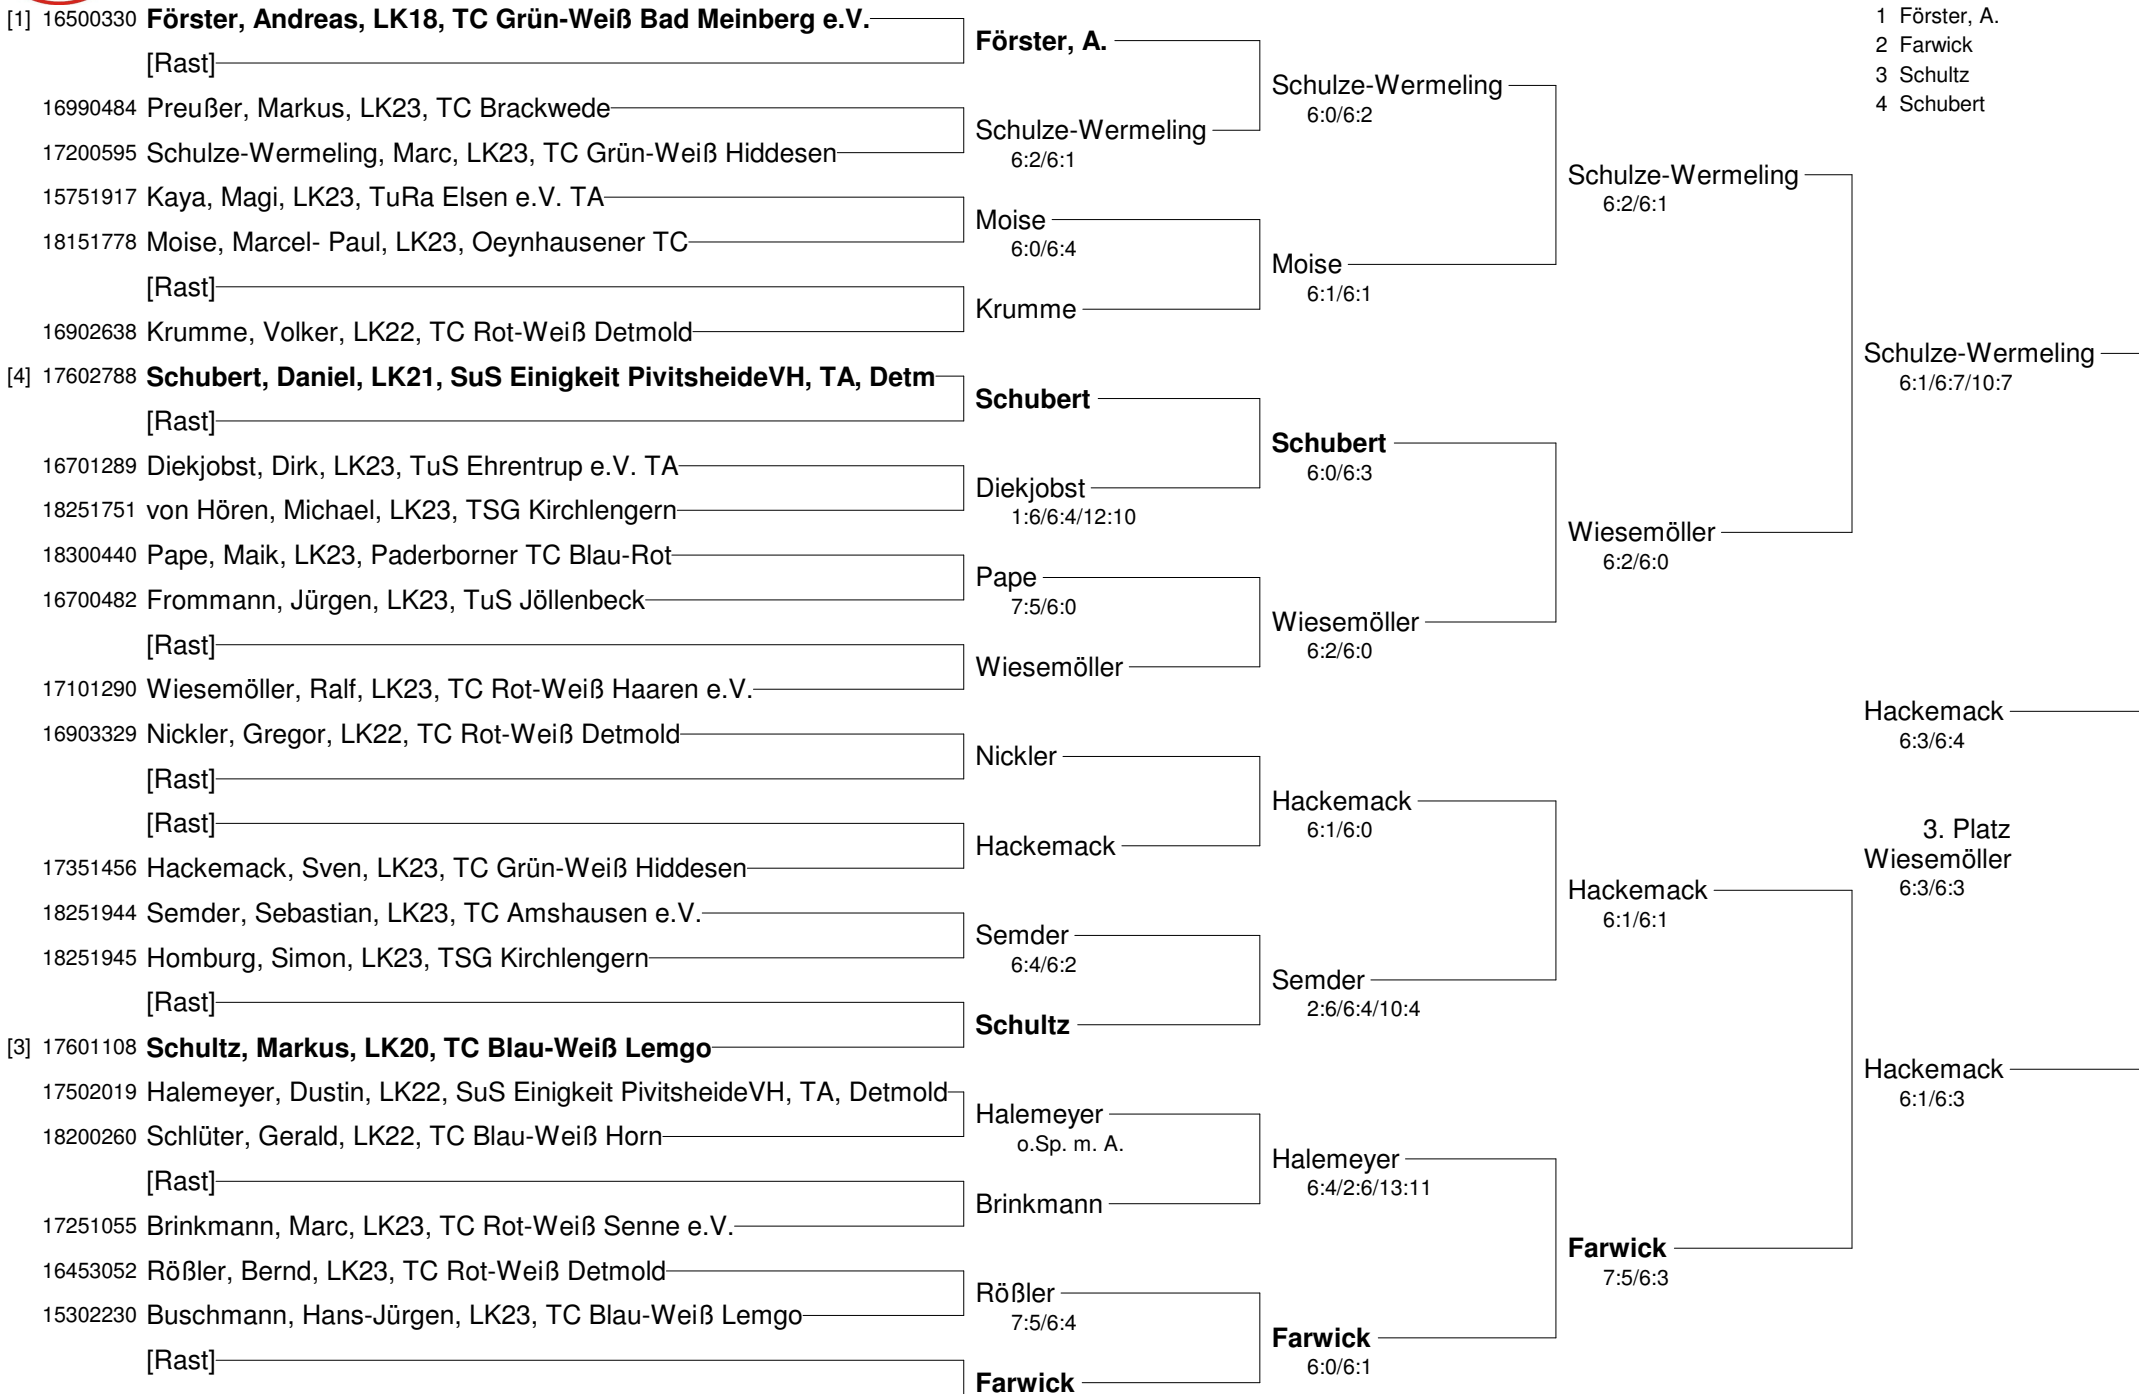 [1] 16500330 Förster, Andreas, LK18, TC Grün-Weiß Bad Meinberg e.V.
[Rast]
16990484 Preußer, Markus, LK23, TC Brackwede
17200595 Schulze-Wermeling, Marc, LK23, TC Grün-Weiß Hiddesen
15751917 Kaya, Magi, LK23, TuRa Elsen e.V. TA
18151778 Moise, Marcel- Paul, LK23, Oeynhausener TC
[Rast]
16902638 Krumme, Volker, LK22, TC Rot-Weiß Detmold
[4] 17602788 Schubert, Daniel, LK21, SuS Einigkeit PivitsheideVH, TA, Detm
[Rast]
16701289 Diekjobst, Dirk, LK23, TuS Ehrentrup e.V. TA
18251751 von Hören, Michael, LK23, TSG Kirchlengern
18300440 Pape, Maik, LK23, Paderborner TC Blau-Rot
16700482 Frommann, Jürgen, LK23, TuS Jöllenbeck
[Rast]
17101290 Wiesemöller, Ralf, LK23, TC Rot-Weiß Haaren e.V.
16903329 Nickler, Gregor, LK22, TC Rot-Weiß Detmold
[Rast]
[Rast]
17351456 Hackemack, Sven, LK23, TC Grün-Weiß Hiddesen
18251944 Semder, Sebastian, LK23, TC Amshausen e.V.
18251945 Homburg, Simon, LK23, TSG Kirchlengern
[Rast]
[3] 17601108 Schultz, Markus, LK20, TC Blau-Weiß Lemgo
17502019 Halemeyer, Dustin, LK22, SuS Einigkeit PivitsheideVH, TA, Detmold
18200260 Schlüter, Gerald, LK22, TC Blau-Weiß Horn
[Rast]
17251055 Brinkmann, Marc, LK23, TC Rot-Weiß Senne e.V.
16453052 Rößler, Bernd, LK23, TC Rot-Weiß Detmold
15302230 Buschmann, Hans-Jürgen, LK23, TC Blau-Weiß Lemgo
[Rast]
Förster, A.
Schulze-Wermeling
6:2/6:1
Moise
6:0/6:4
Krumme
Schubert
Diekjobst
1:6/6:4/12:10
Pape
7:5/6:0
Wiesemöller
Nickler
Hackemack
Semder
6:4/6:2
Schultz
Halemeyer
o.Sp. m. A.
Brinkmann
Rößler
7:5/6:4
Farwick
Schulze-Wermeling
6:0/6:2
Moise
6:1/6:1
Schubert
6:0/6:3
Wiesemöller
6:2/6:0
Hackemack
6:1/6:0
Semder
2:6/6:4/10:4
Halemeyer
6:4/2:6/13:11
Farwick
6:0/6:1
Schulze-Wermeling
6:2/6:1
Wiesemöller
6:2/6:0
Hackemack
6:1/6:1
Farwick
7:5/6:3
1 Förster, A.
2 Farwick
3 Schultz
4 Schubert
Schulze-Wermeling
6:1/6:7/10:7
Hackemack
6:3/6:4
3. Platz
Wiesemöller
6:3/6:3
Hackemack
6:1/6:3